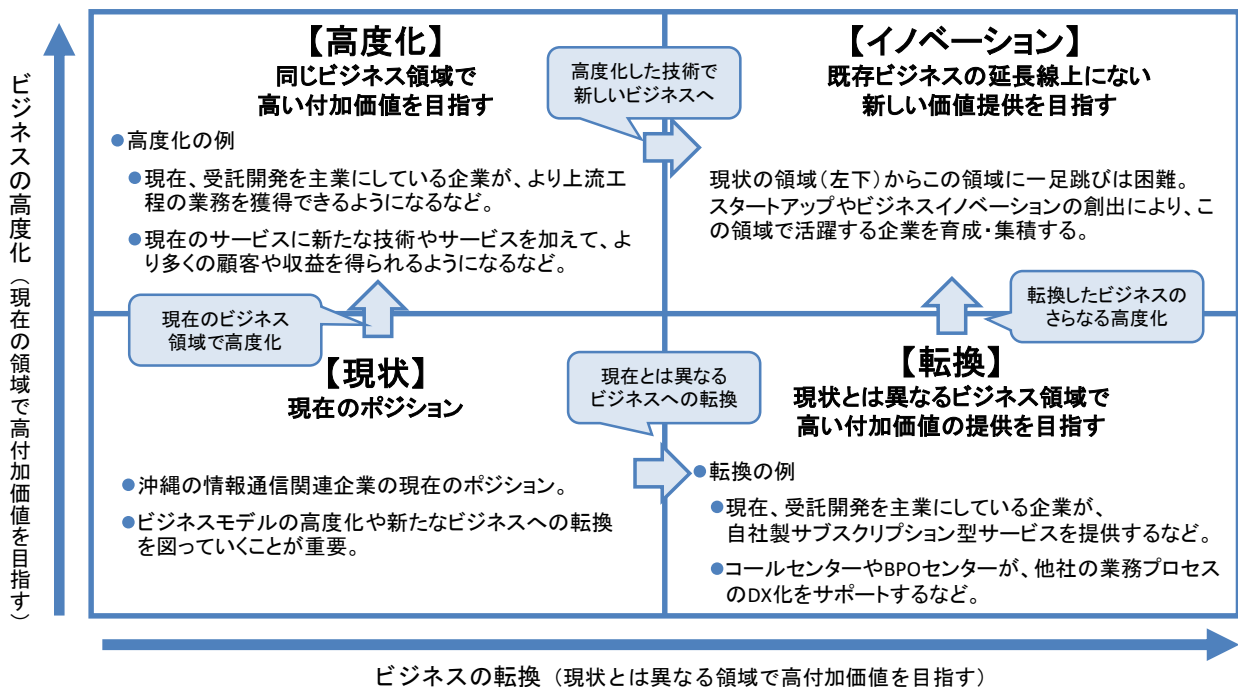 ビジネスの高度化（現在の領域で高付加価値を目指す）
【高度化】
同じビジネス領域で
高い付加価値を目指す
●高度化の例
●現在、受託開発を主業にしている企業が、より上流工
程の業務を獲得できるようになるなど。
●現在のサービスに新たな技術やサービスを加えて、よ
り多くの顧客や収益を得られるようになるなど。
高度化した技術で
新しいビジネスへ
【イノベーション】
既存ビジネスの延長線上にない
新しい価値提供を目指す
現状の領域（左下）からこの領域に一足跳びは困難。
スタートアップやビジネスイノベーションの創出により、こ
の領域で活躍する企業を育成・集積する。
現在のビジネス
領域で高度化
転換したビジネスの
さらなる高度化
【現状】
現在のポジション
●沖縄の情報通信関連企業の現在のポジション。
●ビジネスモデルの高度化や新たなビジネスへの転換
を図っていくことが重要。
現在とは異なる
ビジネスへの転換
【転換】
現状とは異なるビジネス領域で
高い付加価値の提供を目指す
●転換の例
●現在、受託開発を主業にしている企業が、
自社製サブスクリプション型サービスを提供するなど。
●コールセンターやBPOセンターが、他社の業務プロセス
のDX化をサポートするなど。
ビジネスの転換（現状とは異なる領域で高付加価値を目指す）